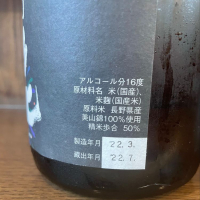 アルコール分16度
原材料名 米(国産)、
米麹(国産米)
原料米 長野県産
美山錦100%使用
精米歩合 50%
製造年月 22.3.
蔵出年月 22.7.